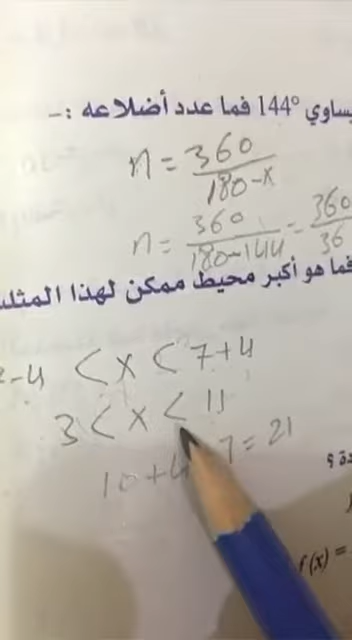 يساوي 144° فما عدد أضلاعه :-
n = 360 / 180-x
n = 360 / 180-144 = 360 / 36
فما هو أكبر محيط ممكن لهذا
-4 < x < 7+4
3 < x < 11
10+4 7 = 21
f(x) =